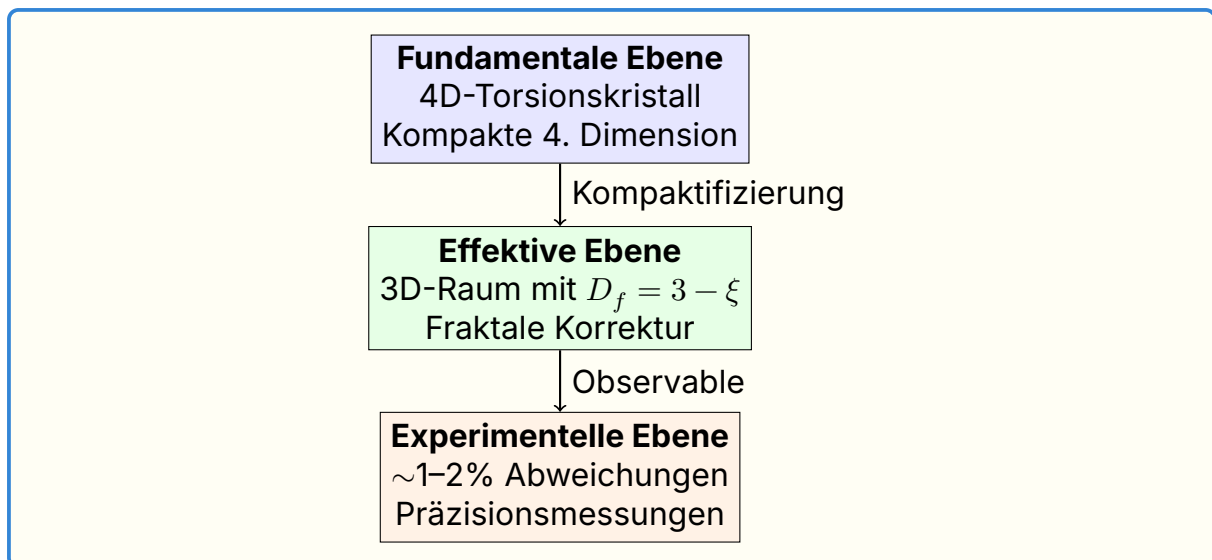 Fundamentale Ebene
4D-Torsionskristall
Kompakte 4. Dimension
Kompaktifizierung
Effektive Ebene
3D-Raum mit $D_f = 3 - \xi$
Fraktale Korrektur
Observable
Experimentelle Ebene
∼1–2% Abweichungen
Präzisionsmessungen